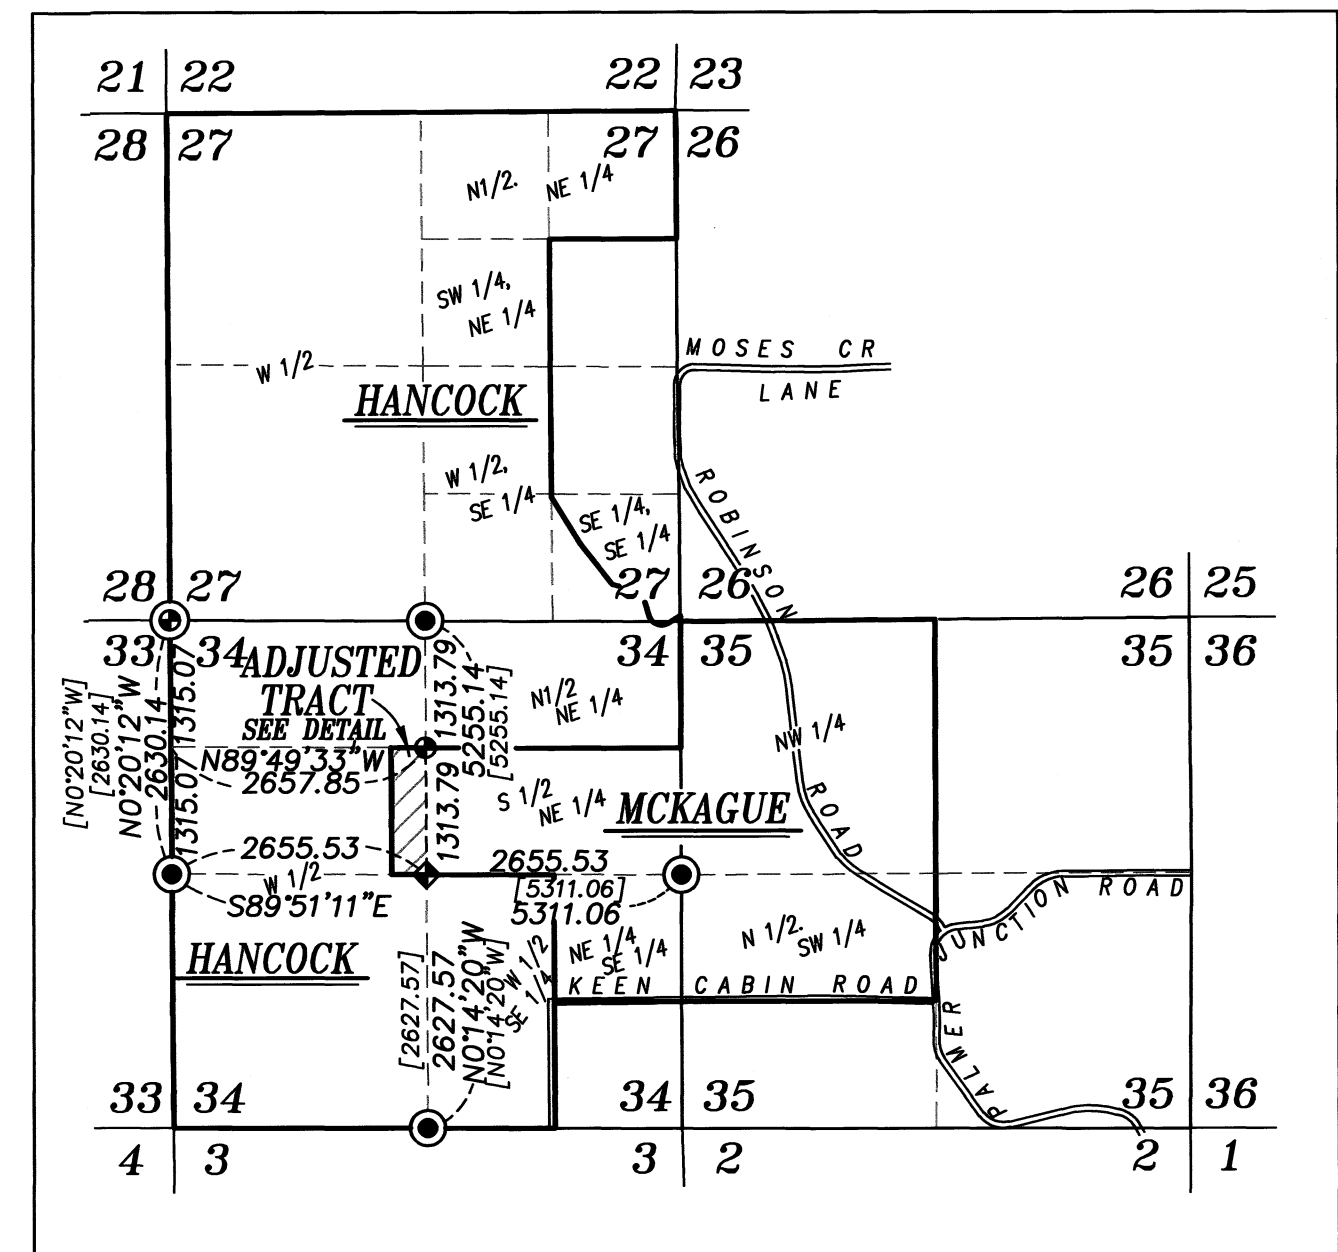 21 22
22 23
28 27
27 26
N1/2. NE 1/4
SW 1/4,
NE 1/4
MOSES CR
LANE
W 1/2
HANCOCK
W 1/2,
SE 1/4
SE 1/4,
SE 1/4
ROBINSON
ROAD
28 27
27 26
26 25
33 34
34 35
35 36
ADJUSTED
TRACT
SEE DETAIL
N89°49'33"W
2657.85
[N0°20'12"W]
[2630.14]
N0°20'12"W
2630.14
1315.07
1315.07
1313.79
1313.79
5255.14
[5255.14]
N1/2
NE 1/4
NW 1/4
S 1/2
NE 1/4
MCKAGUE
2655.53
W 1/2
S89°51'11"E
2655.53
[5311.06]
5311.06
HANCOCK
[2627.57]
2627.57
N0°14'20"W
[N0°14'20"W]
W 1/2
SE 1/4
NE 1/4
SE 1/4
N 1/2.
SW 1/4
KEEN CABIN ROAD
JUNCTION ROAD
PALMER
33 34
34 35
35 36
4 3
3 2
2 1